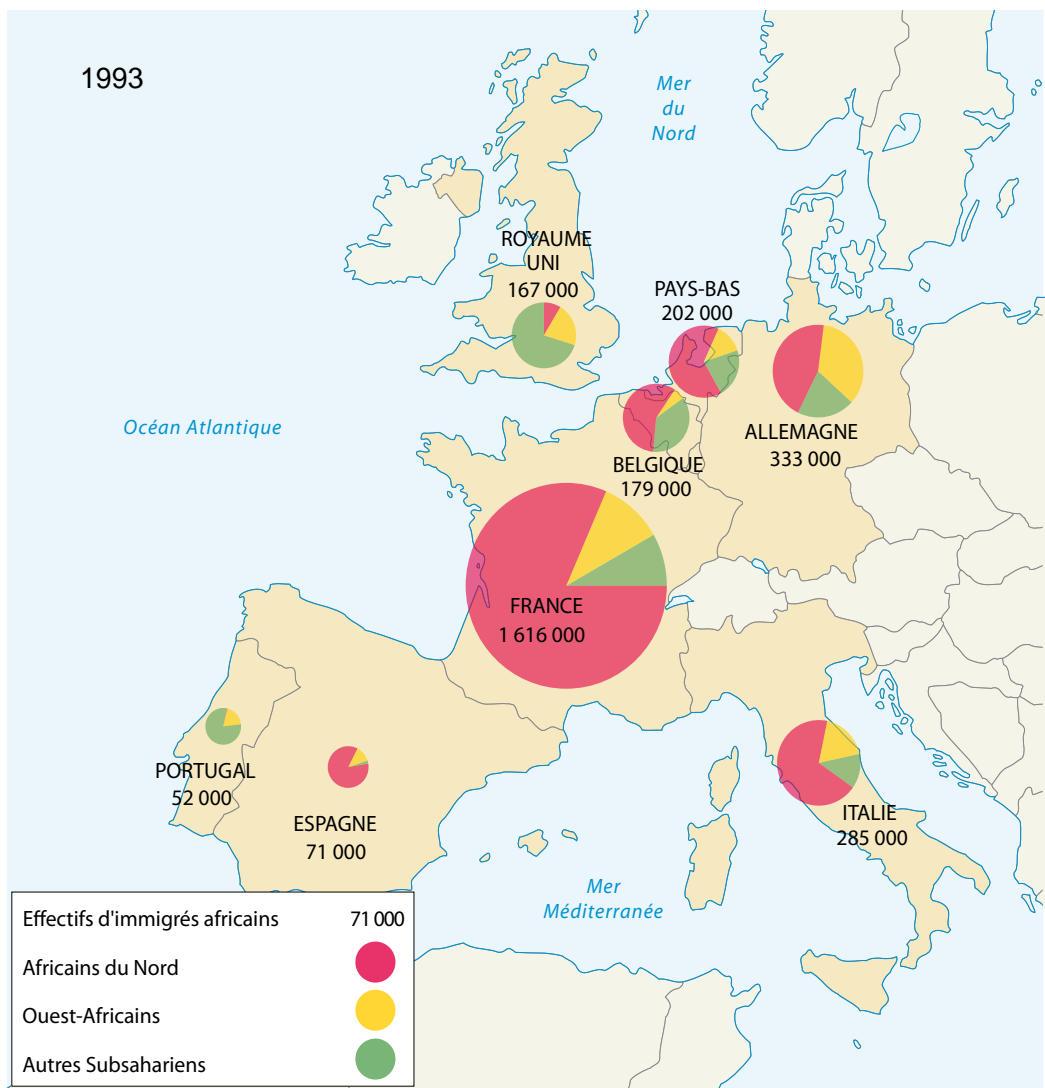 1993
Mer
du
Nord
ROYAUME
UNI
167 000
PAYS-BAS
202 000
Océan Atlantique
ALLEMAGNE
333 000
BELGIQUE
179 000
FRANCE
1 616 000
PORTUGAL
52 000
ESPAGNE
71 000
ITALIE
285 000
Mer
Méditerranée
Effectifs d'immigrés africains 71 000
Africains du Nord
Ouest-Africains
Autres Subsahariens